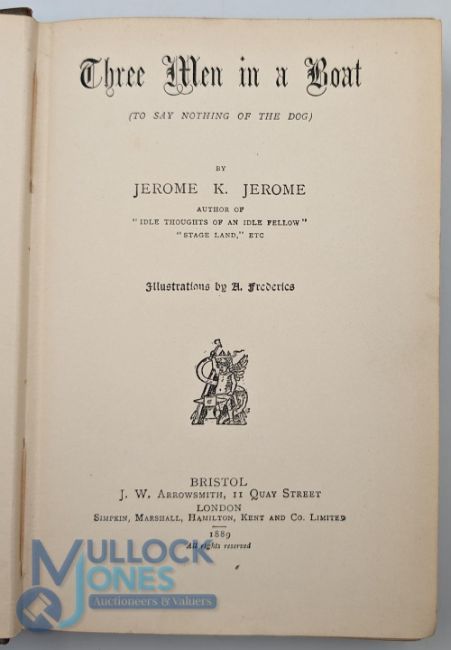 Three Men in a Boat
(TO SAY NOTHING OF THE DOG)
BY
JEROME K. JEROME
AUTHOR OF
"IDLE THOUGHTS OF AN IDLE FELLOW"
"STAGE LAND," ETC
Illustrations by A. Frederics
BRISTOL
J. W. ARROWSMITH, 11 QUAY STREET
LONDON
SIMPKIN, MARSHALL, HAMILTON, KENT AND CO. LIMITED
1889
All rights reserved
MULLOCK
JONES
Auctioneers & Valuers